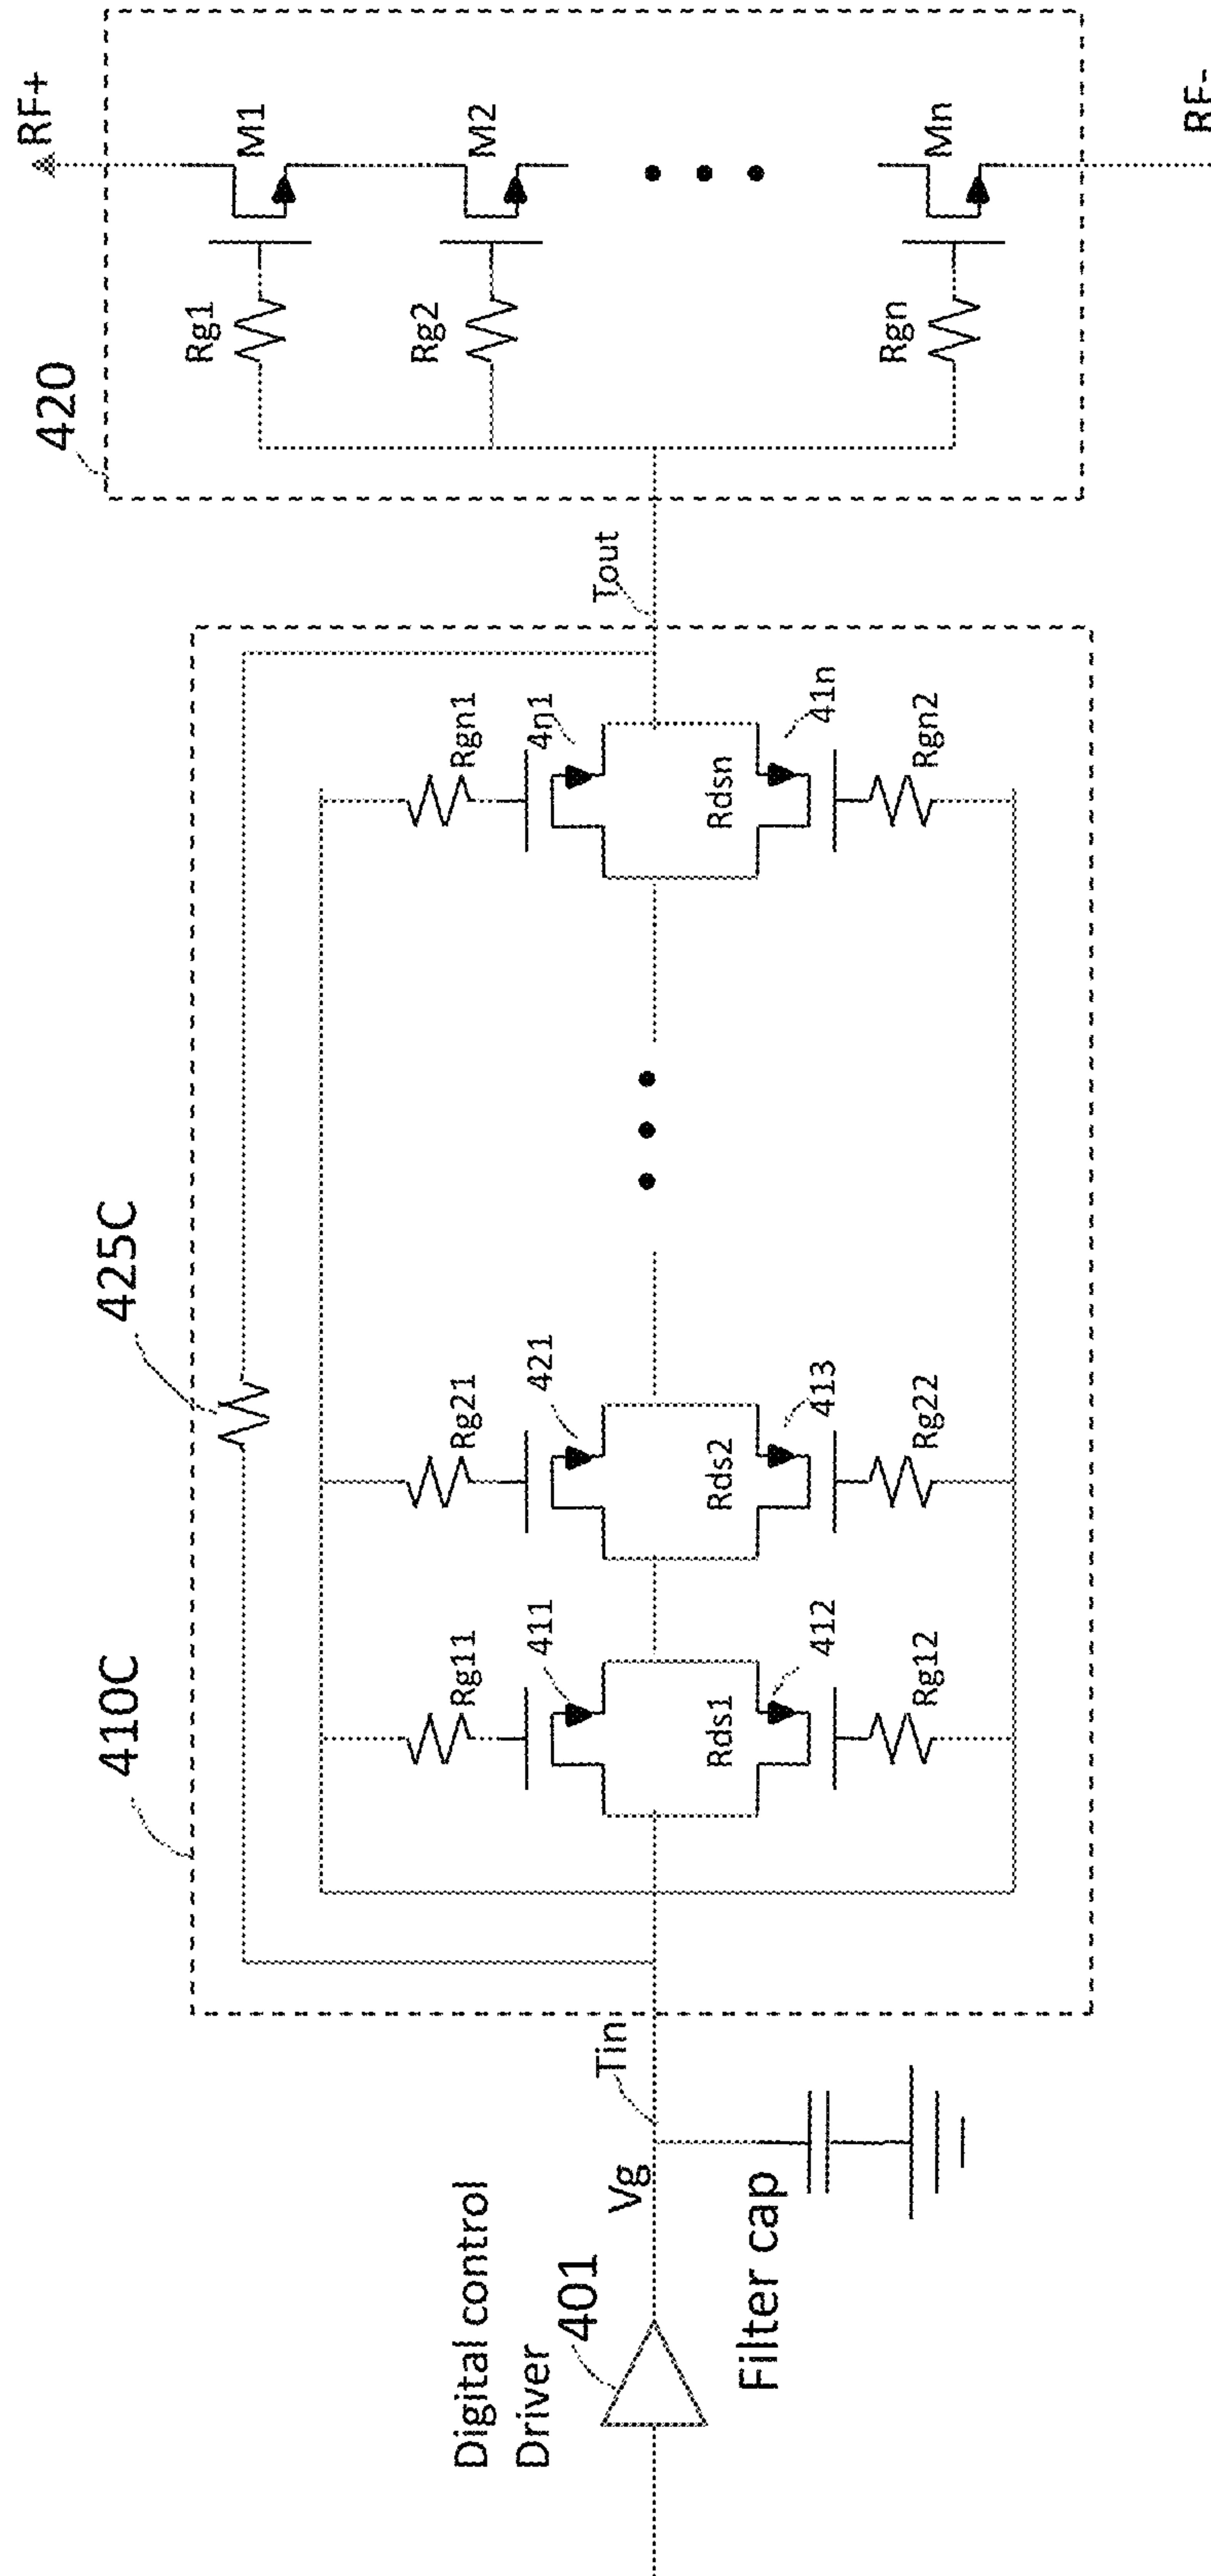 RF+
420
M1
Rg1
M2
Rg2
Mn
Rgn
RF-
Tout
410C
425C
Rg11
411
Rg21
421
Rgn1
4n1
Rds1
412
Rg12
Rds2
413
Rg22
Rdsn
41n
Rgn2
Tin
Vg
Digital control
Driver
401
Filter cap